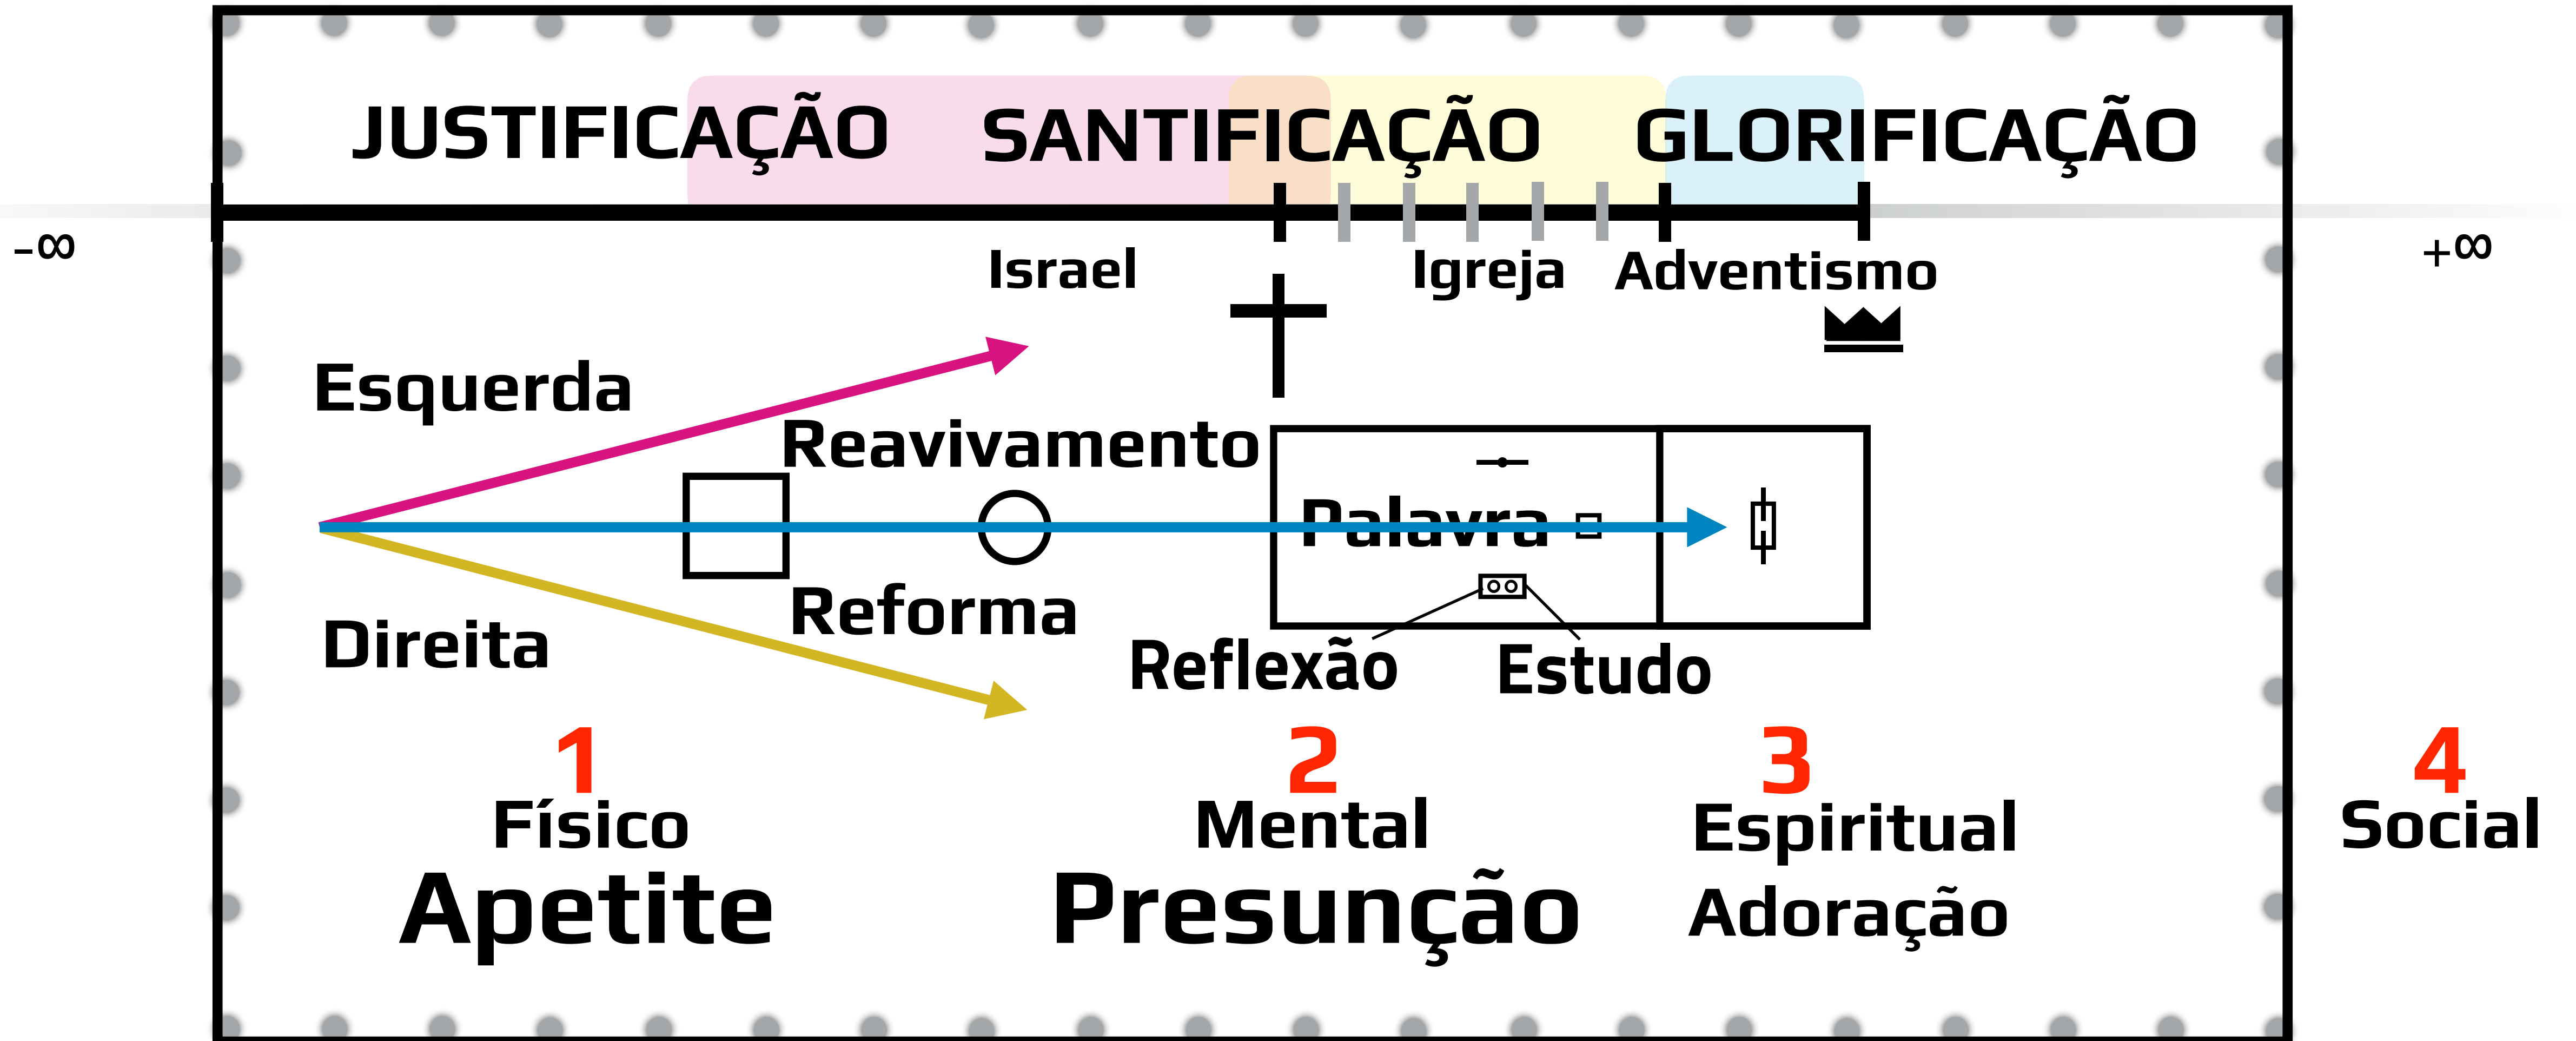 JUSTIFICAÇÃO SANTIFICAÇÃO GLORIFICAÇÃO
-∞ +∞
Israel Igreja Adventismo
Esquerda
Reavivamento
Palavra
Reforma
Direita
Reflexão Estudo
1 2 3 4
Físico Mental Espiritual Social
Apetite Presunção Adoração